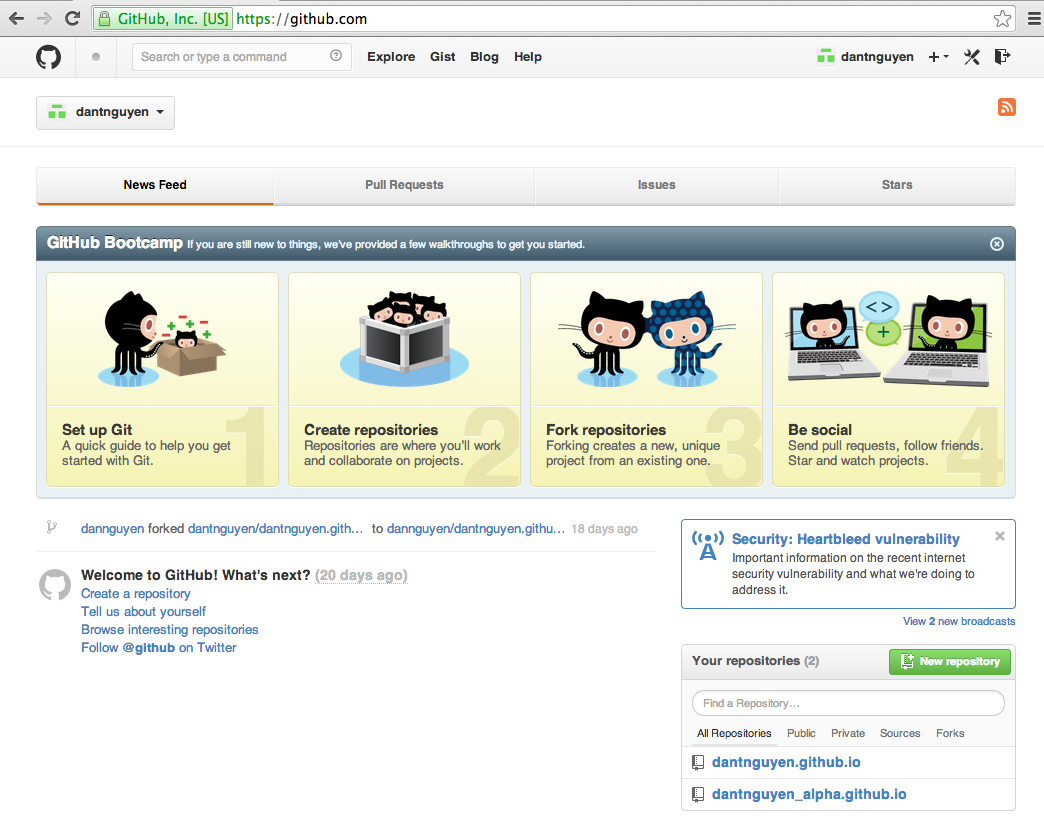 GitHub, Inc. [US] https://github.com
Search or type a command Explore Gist Blog Help dantnguyen
dantnguyen
News Feed Pull Requests Issues Stars
GitHub Bootcamp If you are still new to things, we've provided a few walkthroughs to get you started.
1
Set up Git
A quick guide to help you get
started with Git.
2
Create repositories
Repositories are where you'll work
and collaborate on projects.
3
Fork repositories
Forking creates a new, unique
project from an existing one.
4
Be social
Send pull requests, follow friends.
Star and watch projects.
dannguyen forked dantnguyen/dantnguyen.gith... to dannguyen/dantnguyen.githu... 18 days ago
Welcome to GitHub! What's next? (20 days ago)
Create a repository
Tell us about yourself
Browse interesting repositories
Follow @github on Twitter
Security: Heartbleed vulnerability
Important information on the recent internet
security vulnerability and what we're doing to
address it.
View 2 new broadcasts
Your repositories (2) New repository
Find a Repository...
All Repositories Public Private Sources Forks
dantnguyen.github.io
dantnguyen_alpha.github.io